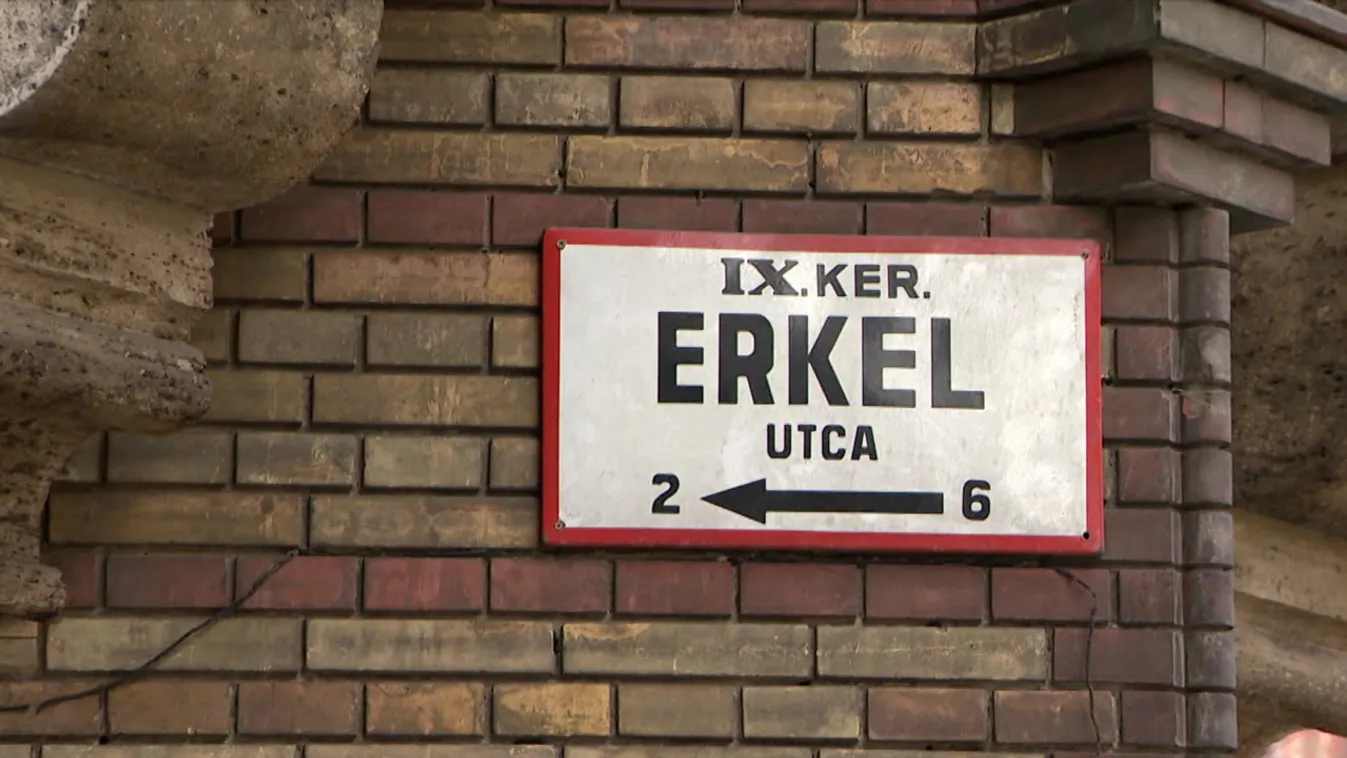 IX.KER.
ERKEL
UTCA
2 ← 6